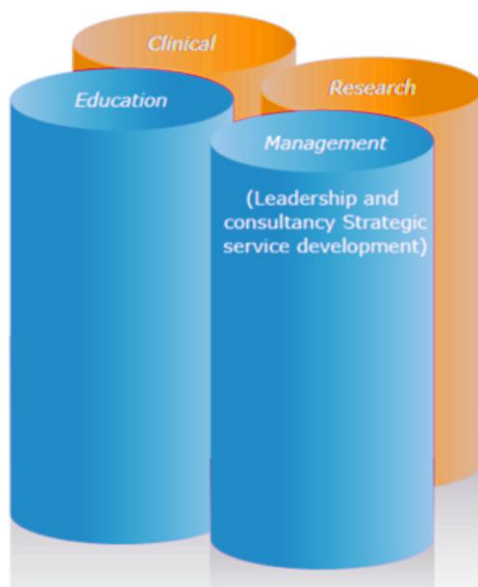 Clinical
Education
Research
Management
(Leadership and
consultancy Strategic
service development)